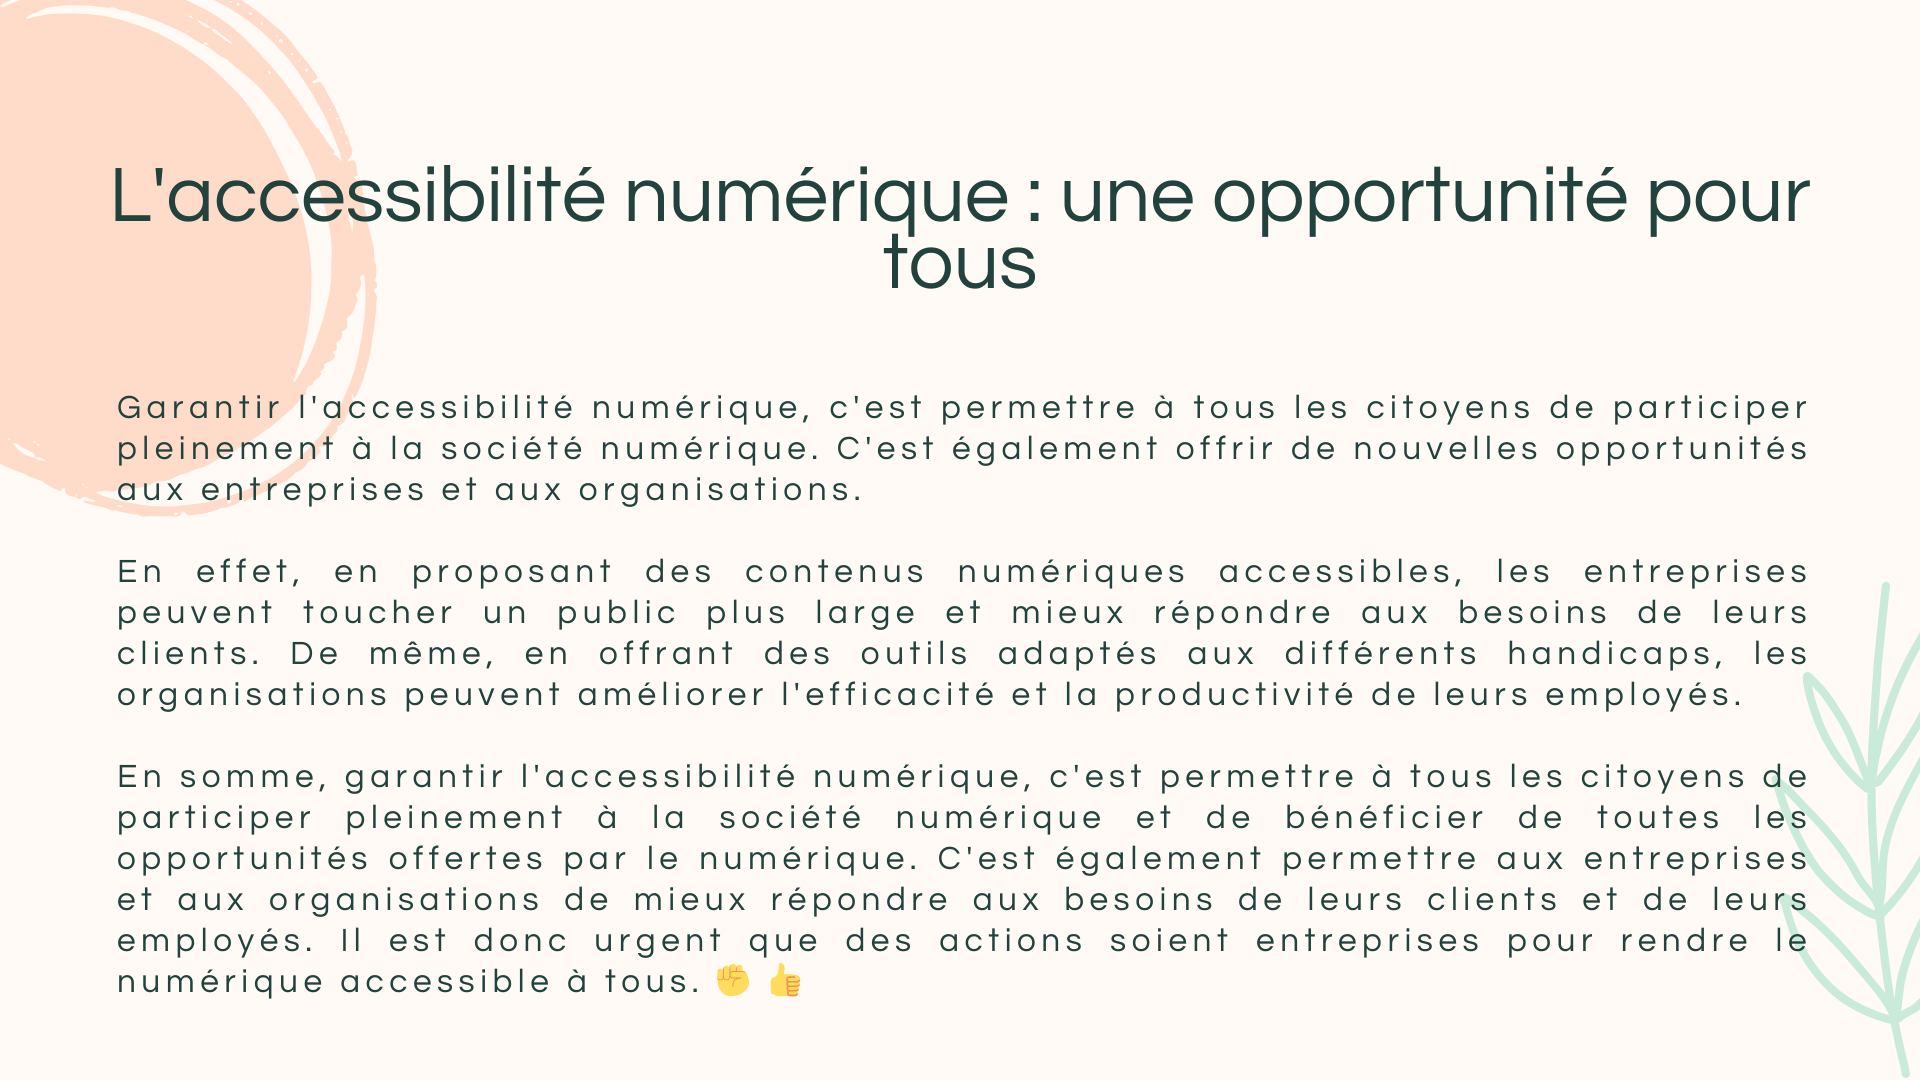 L'accessibilité numérique : une opportunité pour
tous
Garantir l'accessibilité numérique, c'est permettre à tous les citoyens de participer
pleinement à la société numérique. C'est également offrir de nouvelles opportunités
aux entreprises et aux organisations.
En effet, en proposant des contenus numériques accessibles, les entreprises
peuvent toucher un public plus large et mieux répondre aux besoins de leurs
clients. De même, en offrant des outils adaptés aux différents handicaps, les
organisations peuvent améliorer l'efficacité et la productivité de leurs employés.
En somme, garantir l'accessibilité numérique, c'est permettre à tous les citoyens de
participer pleinement à la société numérique et de bénéficier de toutes les
opportunités offertes par le numérique. C'est également permettre aux entreprises
et aux organisations de mieux répondre aux besoins de leurs clients et de leurs
employés. Il est donc urgent que des actions soient entreprises pour rendre le
numérique accessible à tous. ✊ 👍